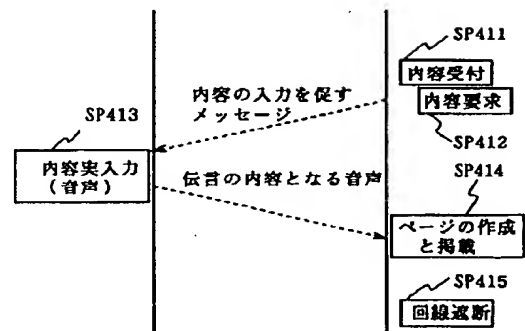 SP411
内容受付
内容の入力を促す
メッセージ
内容要求
SP413
SP412
内容実入力
(音声)
伝言の内容となる音声
SP414
ページの作成
と掲載
SP415
回線遮断